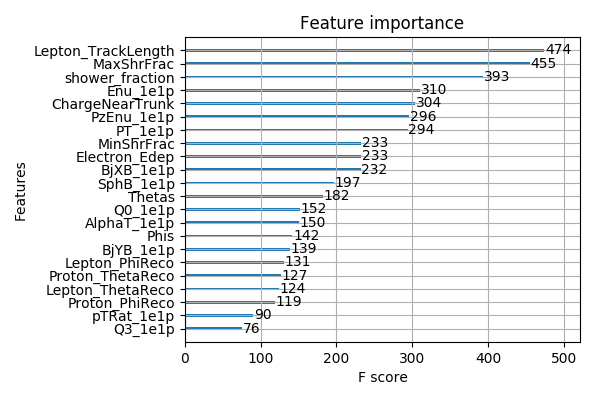 Feature importance
Lepton_TrackLength 474
MaxShrFrac 455
shower_fraction 393
Enu_1e1p 310
ChargeNearTrunk 304
PzEnu_1e1p 296
PT_1e1p 294
MinShrFrac 233
Electron_Edep 233
BjXB_1e1p 232
SphB_1e1p 197
Thetas 182
Q0_1e1p 152
AlphaT_1e1p 150
Phis 142
BjYB_1e1p 139
Lepton_PhiReco 131
Proton_ThetaReco 127
Lepton_ThetaReco 124
Proton_PhiReco 119
pTRat_1e1p 90
Q3_1e1p 76
Features
0 100 200 300 400 500
F score